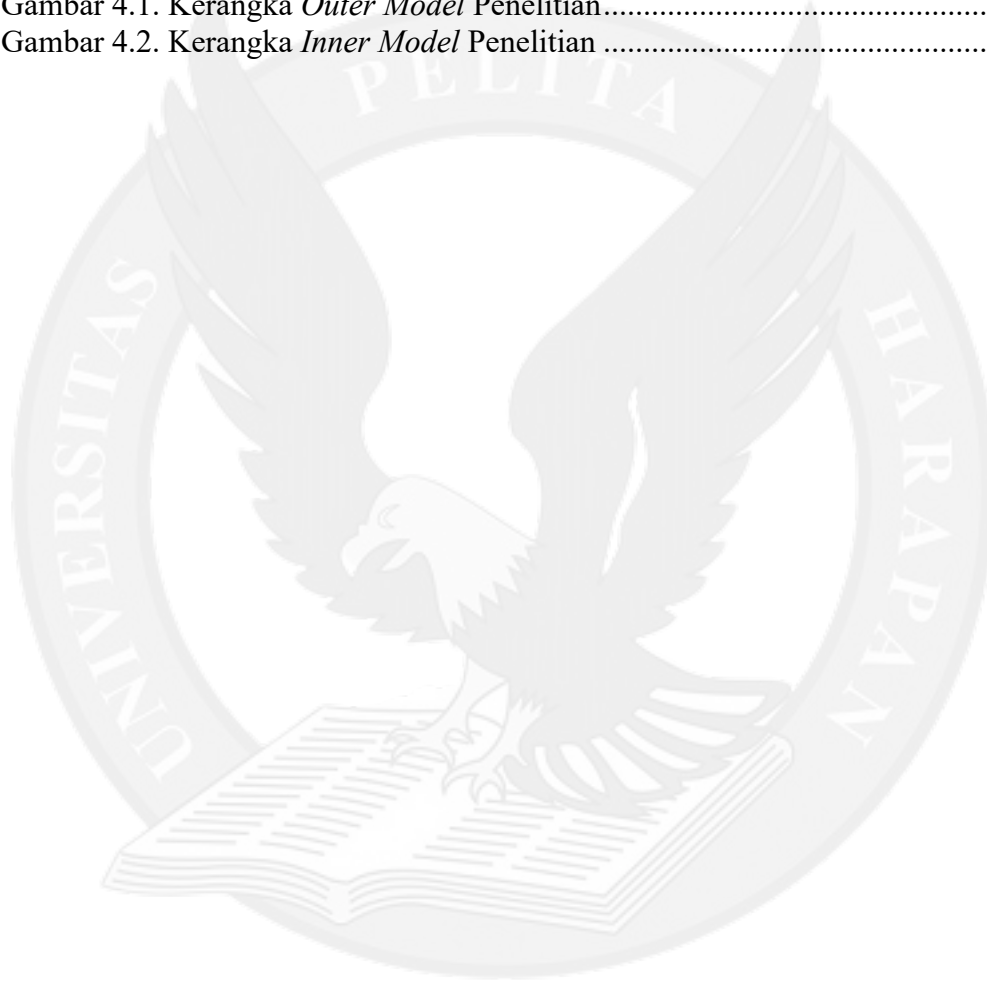 Gambar 4.1. Kerangka Outer Model Penelitian................................................
Gambar 4.2. Kerangka Inner Model Penelitian ................................................
PELITA
UNIVERSITAS
HARAPAN